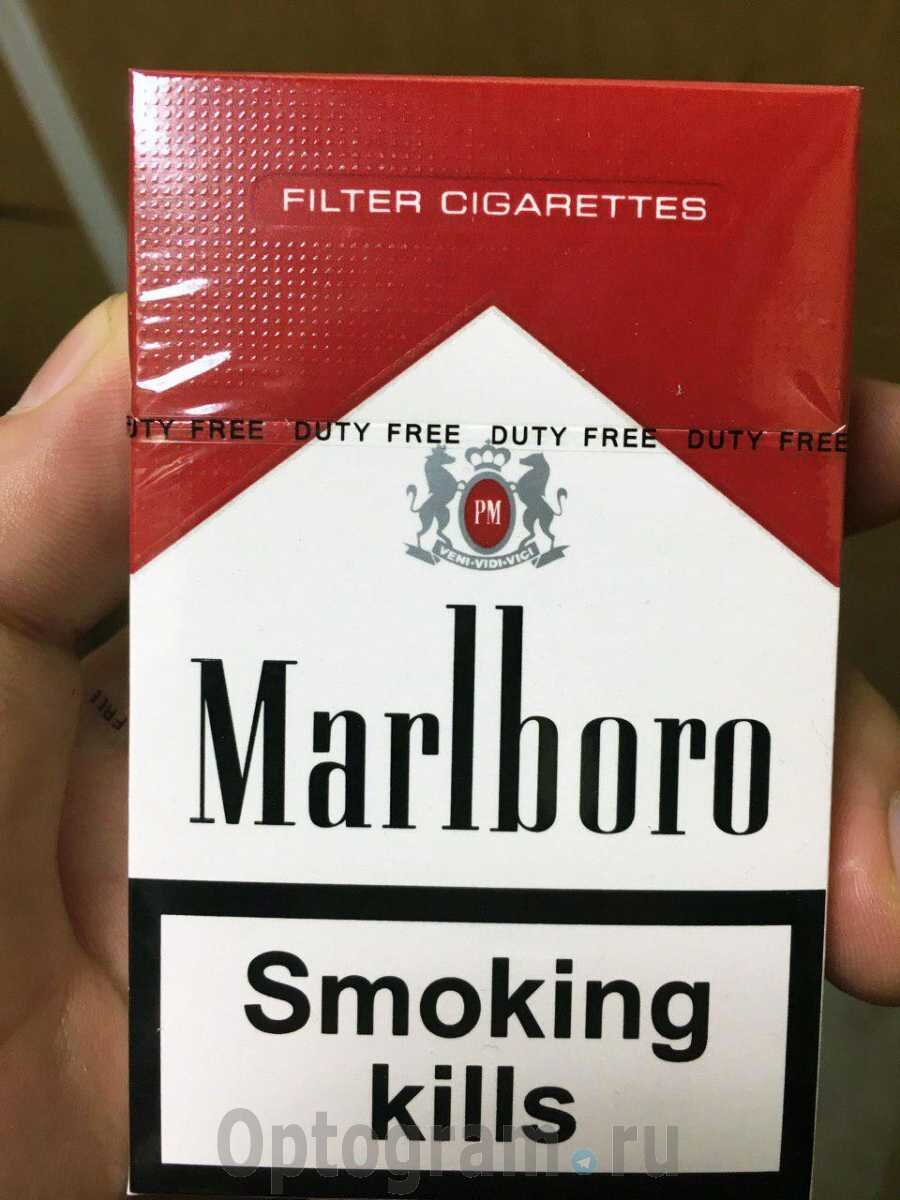 FILTER CIGARETTES
DUTY FREE DUTY FREE DUTY FREE DUTY FREE
PM
VENI·VIDI·VICI
Marlboro
FREE
Smoking
kills
Optogram.ru